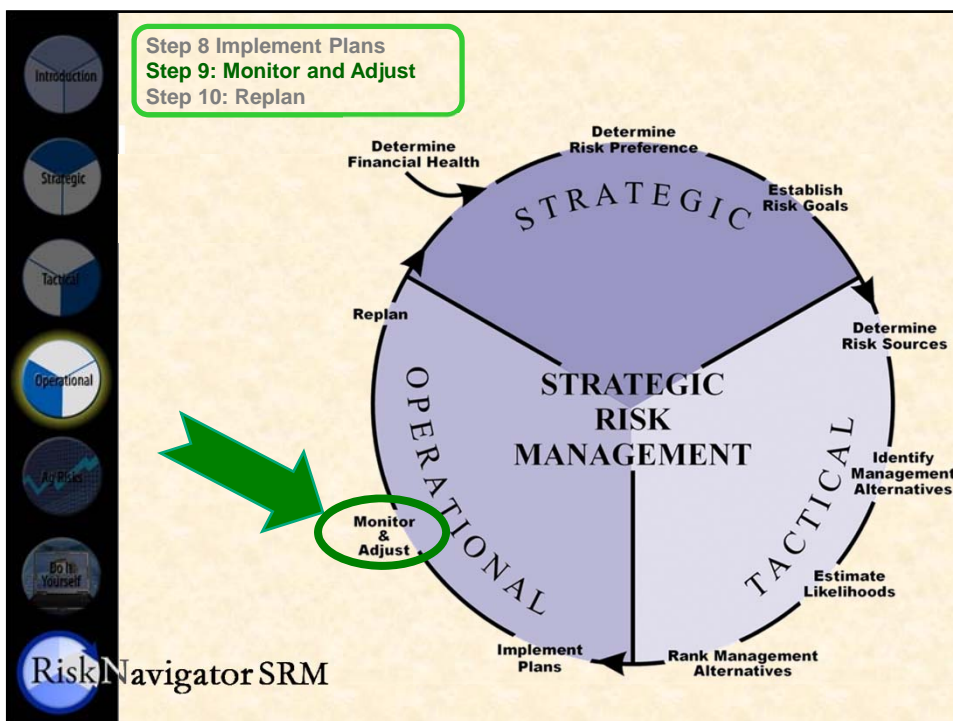 Step 8 Implement Plans
Step 9: Monitor and Adjust
Step 10: Replan
Introduction
Strategic
Tactical
Operational
Ag Risks
Do It
Yourself
RiskNavigator SRM
Determine
Financial Health
Determine
Risk Preference
Establish
Risk Goals
STRATEGIC
Determine
Risk Sources
Identify
Management
Alternatives
Estimate
Likelihoods
TACTICAL
Rank Management
Alternatives
Implement
Plans
Monitor
&
Adjust
Replan
OPERATIONAL
STRATEGIC
RISK
MANAGEMENT